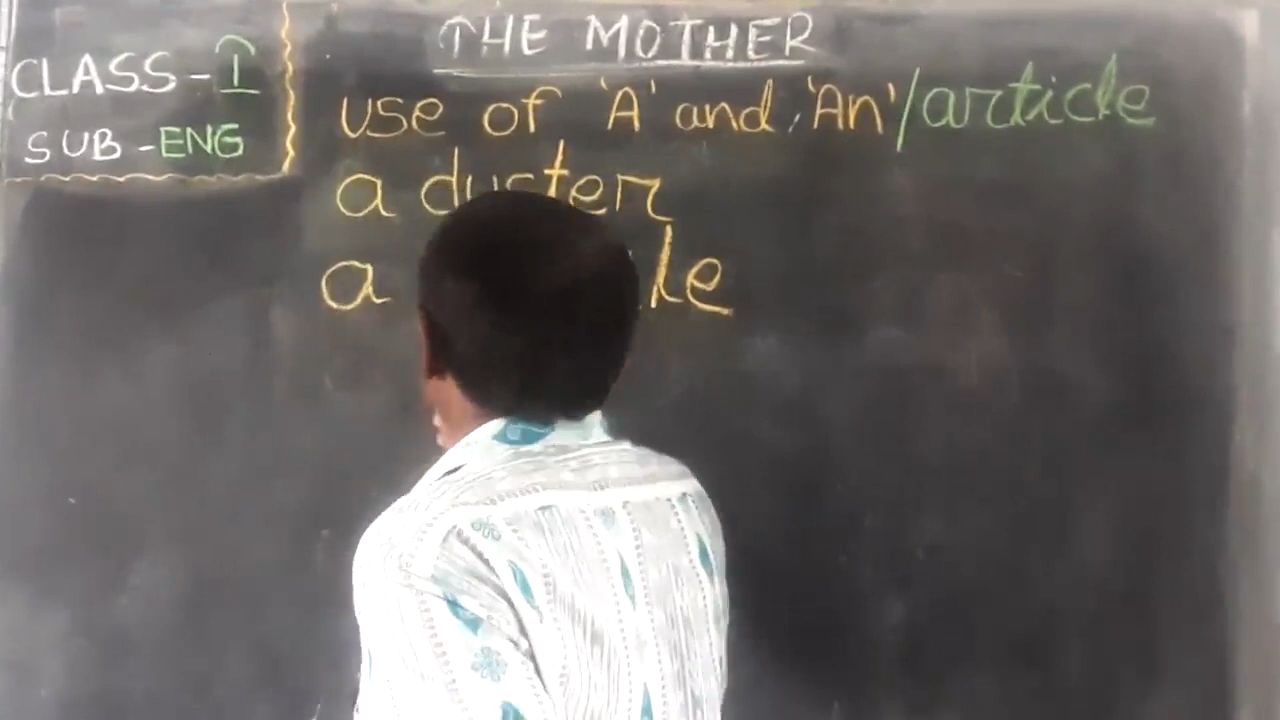 CLASS - I
SUB - ENG
THE MOTHER
use of 'A' and 'An'/article
a duster
a